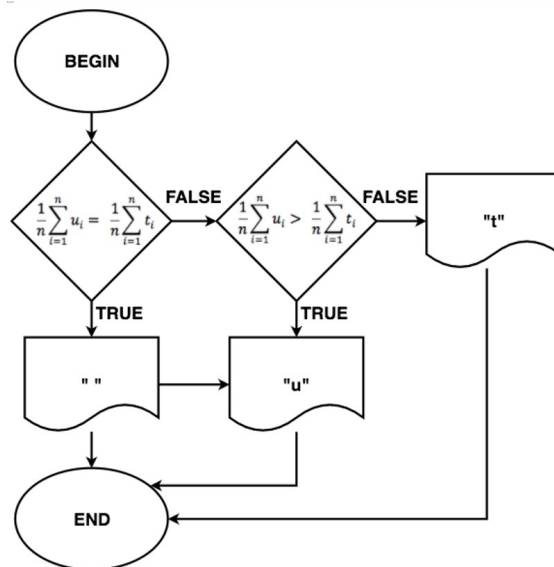 BEGIN
FALSE
FALSE
1/n ∑_{i=1}^{n} u_i = 1/n ∑_{i=1}^{n} t_i
1/n ∑_{i=1}^{n} u_i > 1/n ∑_{i=1}^{n} t_i
"t"
TRUE
TRUE
" "
"u"
END